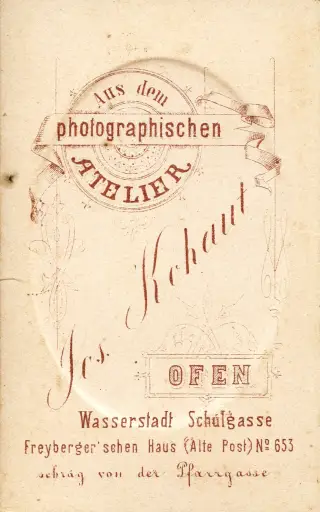 Aus dem
photographischen
ATELIER
Jos. Kohaut
OFEN
Wasserstadt Schulgasse
Freyberger'schen Haus (Alte Post) № 653
schräg von der Pfarrgasse